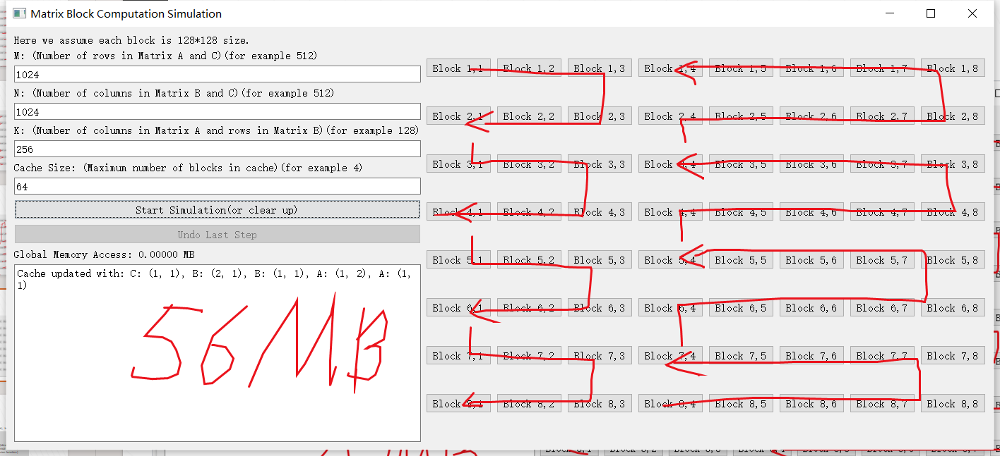 Matrix Block Computation Simulation
Here we assume each block is 128*128 size.
M: (Number of rows in Matrix A and C)(for example 512)
1024
N: (Number of columns in Matrix B and C)(for example 512)
1024
K: (Number of columns in Matrix A and rows in Matrix B)(for example 128)
256
Cache Size: (Maximum number of blocks in cache)(for example 4)
64
Start Simulation(or clear up)
Undo Last Step
Global Memory Access: 0.00000 MB
Cache updated with: C: (1, 1), B: (2, 1), B: (1, 1), A: (1, 2), A: (1,
1)
56MB
Block 1,1 Block 1,2 Block 1,3 Block 1,4 Block 1,5 Block 1,6 Block 1,7 Block 1,8
Block 2,1 Block 2,2 Block 2,3 Block 2,4 Block 2,5 Block 2,6 Block 2,7 Block 2,8
Block 3,1 Block 3,2 Block 3,3 Block 3,4 Block 3,5 Block 3,6 Block 3,7 Block 3,8
Block 4,1 Block 4,2 Block 4,3 Block 4,4 Block 4,5 Block 4,6 Block 4,7 Block 4,8
Block 5,1 Block 5,2 Block 5,3 Block 5,4 Block 5,5 Block 5,6 Block 5,7 Block 5,8
Block 6,1 Block 6,2 Block 6,3 Block 6,4 Block 6,5 Block 6,6 Block 6,7 Block 6,8
Block 7,1 Block 7,2 Block 7,3 Block 7,4 Block 7,5 Block 7,6 Block 7,7 Block 7,8
Block 8,1 Block 8,2 Block 8,3 Block 8,4 Block 8,5 Block 8,6 Block 8,7 Block 8,8